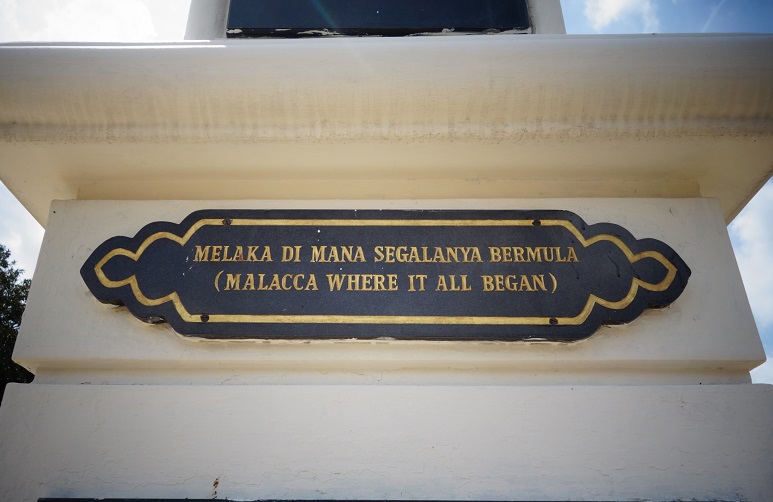 MELAKA DI MANA SEGALANYA BERMULA
(MALACCA WHERE IT ALL BEGAN)